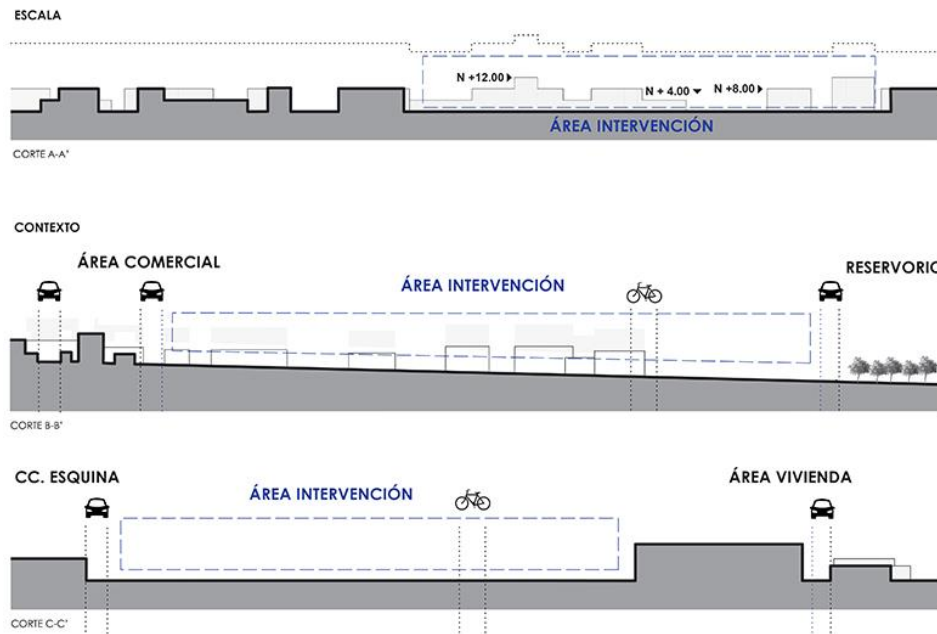 ESCALA
N +12.00
N + 4.00
N +8.00
ÁREA INTERVENCIÓN
CORTE A-A'
CONTEXTO
ÁREA COMERCIAL
ÁREA INTERVENCIÓN
RESERVORIO
CORTE B-B'
CC. ESQUINA
ÁREA INTERVENCIÓN
ÁREA VIVIENDA
CORTE C-C'